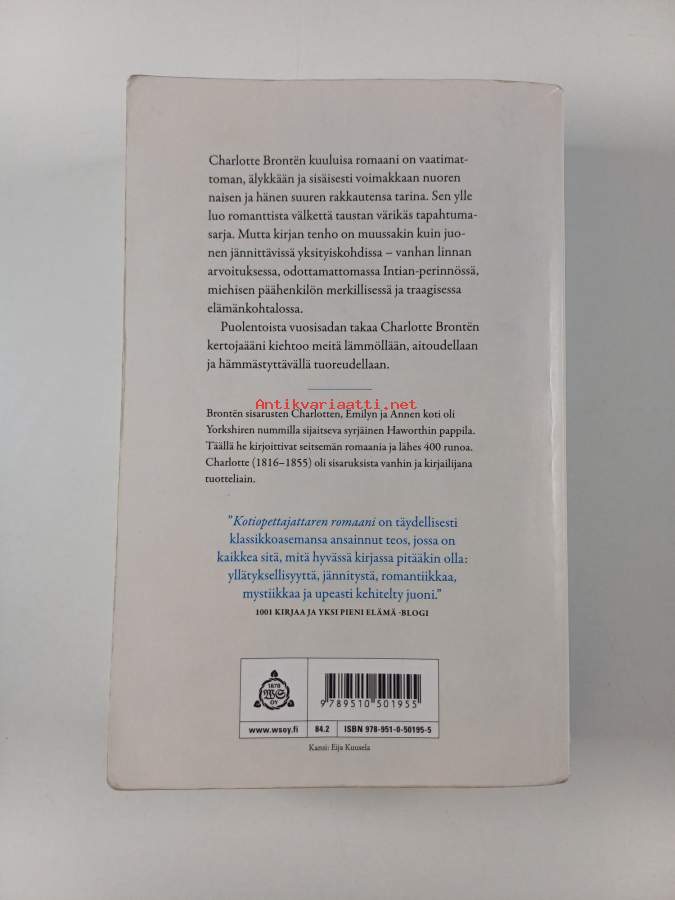 Charlotte Brontën kuuluisa romaani on vaatimat-
toman, älykkään ja sisäisesti voimakkaan nuoren
naisen ja hänen suuren rakkautensa tarina. Sen ylle
luo romanttista välkettä taustan värikäs tapahtuma-
sarja. Mutta kirjan tenho on muussakin kuin juo-
nen jännittävissä yksityiskohdissa – vanhan linnan
arvoituksessa, odottamattomassa Intian-perinnössä,
miehisen päähenkilön merkillisessä ja traagisessa
elämänkohtalossa.
Puolentoista vuosisadan takaa Charlotte Brontën
kertojaääni kiehtoo meitä lämmöllään, aitoudellaan
ja hämmästyttävällä tuoreudellaan.
Antikvariaatti.net
Brontën sisarusten Charlotten, Emilyn ja Annen koti oli
Yorkshiren nummilla sijaitseva syrjäinen Haworthin pappila.
Täällä he kirjoittivat seitsemän romaania ja lähes 400 runoa.
Charlotte (1816–1855) oli sisaruksista vanhin ja kirjailijana
tuotteliain.
”Kotiopettajattaren romaani on täydellisesti
klassikkoasemansa ansainnut teos, jossa on
kaikkea sitä, mitä hyvässä kirjassa pitääkin olla:
yllätyksellisyyttä, jännitystä, romantiikkaa,
mystiikkaa ja upeasti kehitelty juoni.”
1001 KIRJAA JA YKSI PIENI ELÄMÄ -BLOGI
1878
WS
OY
9789510501955
www.wsoy.fi 84.2 ISBN 978-951-0-50195-5
Kansi: Eija Kuusela